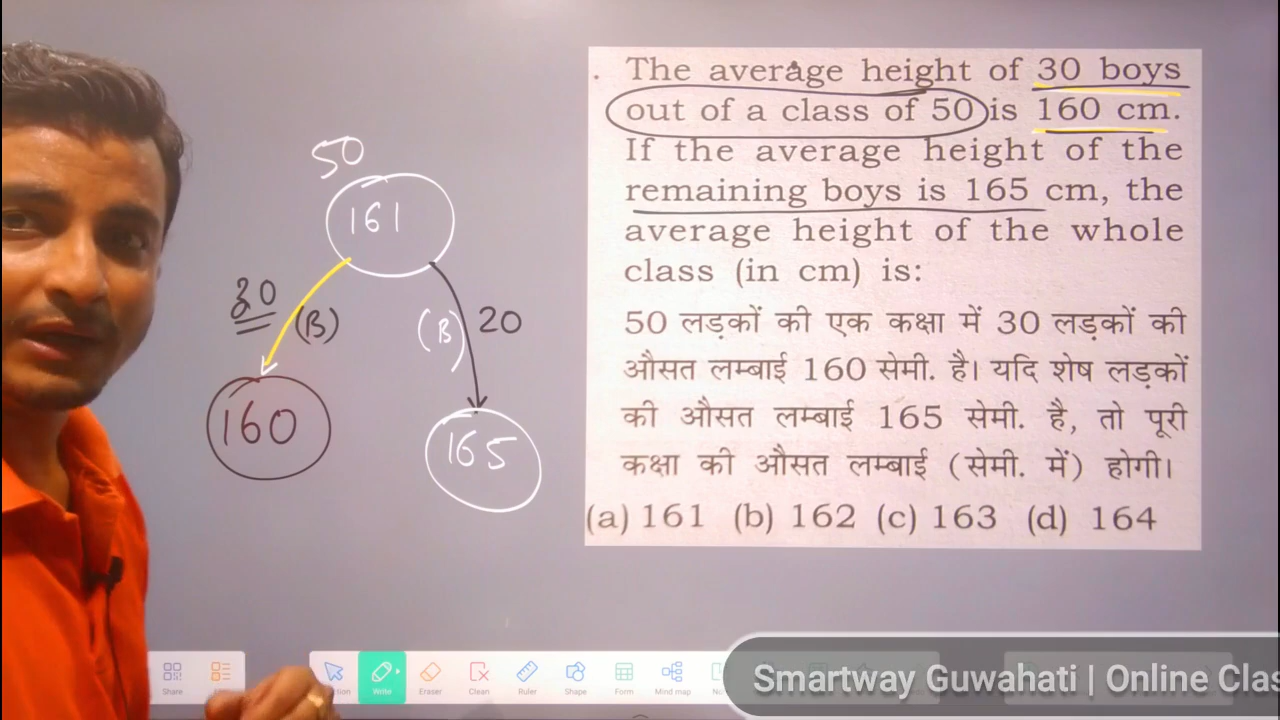 . The average height of 30 boys
out of a class of 50 is 160 cm.
If the average height of the
remaining boys is 165 cm, the
average height of the whole
class (in cm) is:
50 लड़कों की एक कक्षा में 30 लड़कों की
औसत लम्बाई 160 सेमी. है। यदि शेष लड़कों
की औसत लम्बाई 165 सेमी. है, तो पूरी
कक्षा की औसत लम्बाई (सेमी. में) होगी।
(a) 161 (b) 162 (c) 163 (d) 164
50
161
30 (B) (B) 20
160
165
Share
Write
Eraser
Clean
Ruler
Shape
Form
Mind map
Smartway Guwahati | Online Clas